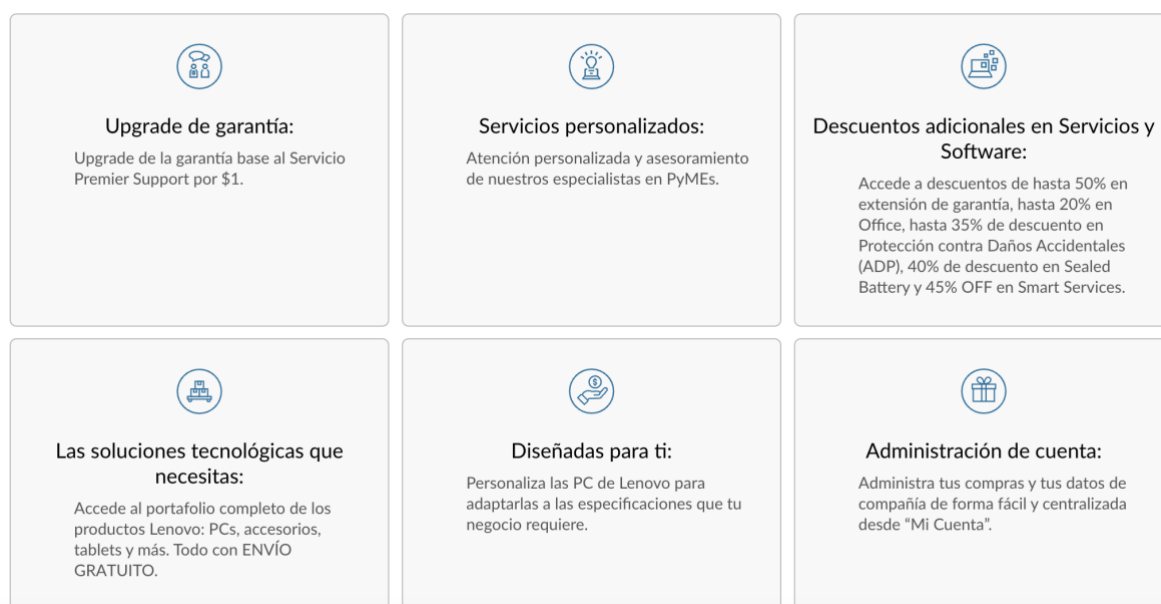 Upgrade de garantía:
Upgrade de la garantía base al Servicio
Premier Support por $1.
Servicios personalizados:
Atención personalizada y asesoramiento
de nuestros especialistas en PyMEs.
Descuentos adicionales en Servicios y
Software:
Accede a descuentos de hasta 50% en
extensión de garantía, hasta 20% en
Office, hasta 35% de descuento en
Protección contra Daños Accidentales
(ADP), 40% de descuento en Sealed
Battery y 45% OFF en Smart Services.
Las soluciones tecnológicas que
necesitas:
Accede al portafolio completo de los
productos Lenovo: PCs, accesorios,
tablets y más. Todo con ENVÍO
GRATUITO.
Diseñadas para ti:
Personaliza las PC de Lenovo para
adaptarlas a las especificaciones que tu
negocio requiere.
Administración de cuenta:
Administra tus compras y tus datos de
compañía de forma fácil y centralizada
desde “Mi Cuenta”.